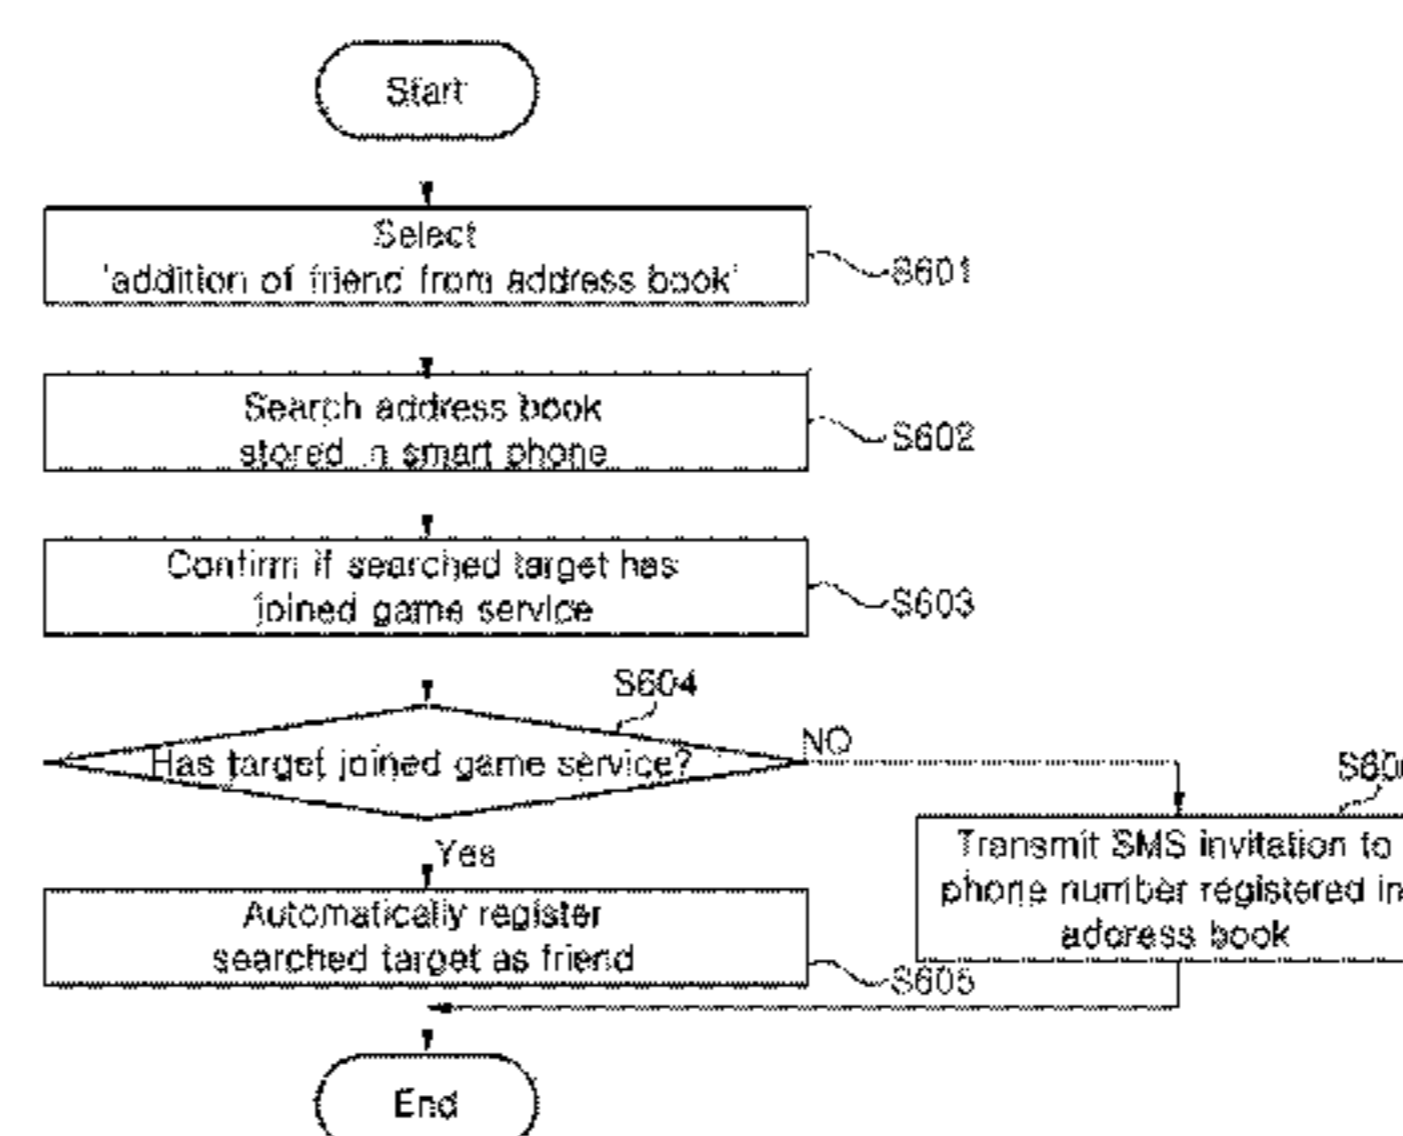 Start
Select
'addition of friend from address book'
S601
Search address book
stored in smart phone
S602
Confirm if searched target has
joined game service
S603
S604
Has target joined game service?
NO
Yes
Transmit SMS invitation to
phone number registered in
address book
Automatically register
searched target as friend
S605
End